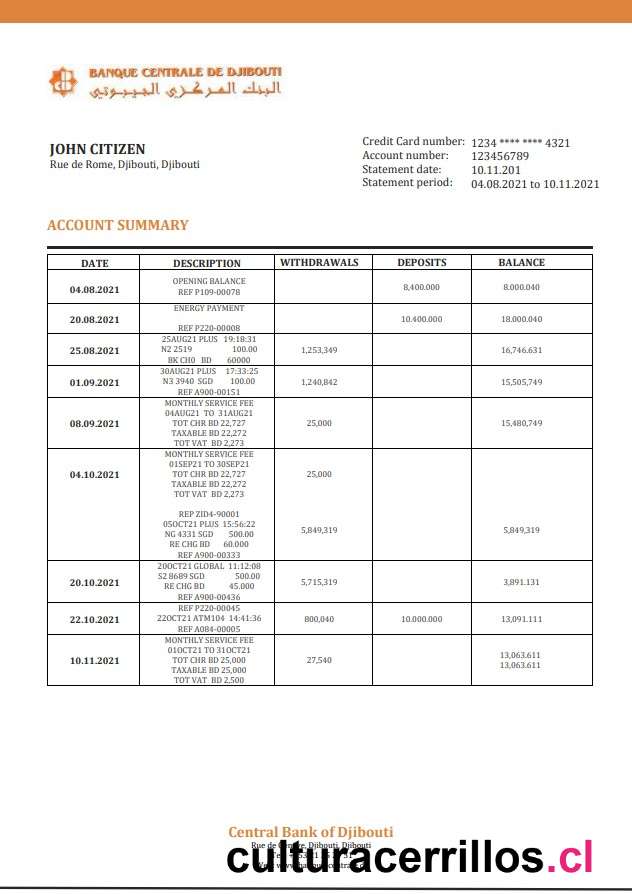 BANQUE CENTRALE DE DJIBOUTI
البنك المركزي الجيبوتي
JOHN CITIZEN
Rue de Rome, Djibouti, Djibouti
Credit Card number: 1234 **** **** 4321
Account number: 123456789
Statement date: 10.11.201
Statement period: 04.08.2021 to 10.11.2021
ACCOUNT SUMMARY
DATE DESCRIPTION WITHDRAWALS DEPOSITS BALANCE
04.08.2021 OPENING BALANCE 8,400.000 8.000.040
REF P109-00078
20.08.2021 ENERGY PAYMENT 10.400.000 18.000.040
REF P220-00008
25.08.2021 25AUG21 PLUS 19:18:31 1,253,349 16,746.631
N2 2519 100.00
BK CH0 BD 60000
01.09.2021 30AUG21 PLUS 17:33:25 1,240,842 15,505,749
N3 3940 SGD 100.00
REF A900-00151
08.09.2021 MONTHLY SERVICE FEE 25,000 15,480,749
04AUG21 TO 31AUG21
TOT CHR BD 22,727
TAXABLE BD 22,272
TOT VAT BD 2,273
04.10.2021 MONTHLY SERVICE FEE 25,000
01SEP21 TO 30SEP21
TOT CHR BD 22,727
TAXABLE BD 22,272
TOT VAT BD 2,273
REP ZID4-90001
05OCT21 PLUS 15:56:22 5,849,319 5,849,319
NG 4331 SGD 500.00
RE CHG BD 60.000
REF A900-00333
20.10.2021 20OCT21 GLOBAL 11:12:08 5,715,319 3,891.131
S2 8689 SGD 500.00
RE CHG BD 45.000
REF A900-00436
22.10.2021 REF P220-00045 800,040 10.000.000 13,091.111
22OCT21 ATM104 14:41:36
REF A084-00005
10.11.2021 MONTHLY SERVICE FEE 27,540 13,063.611
01OCT21 TO 31OCT21 13,063.611
TOT CHR BD 25,000
TAXABLE BD 25,000
TOT VAT BD 2,500
Central Bank of Djibouti
Rue de Djibouti, Djibouti
culturacerrillos.cl